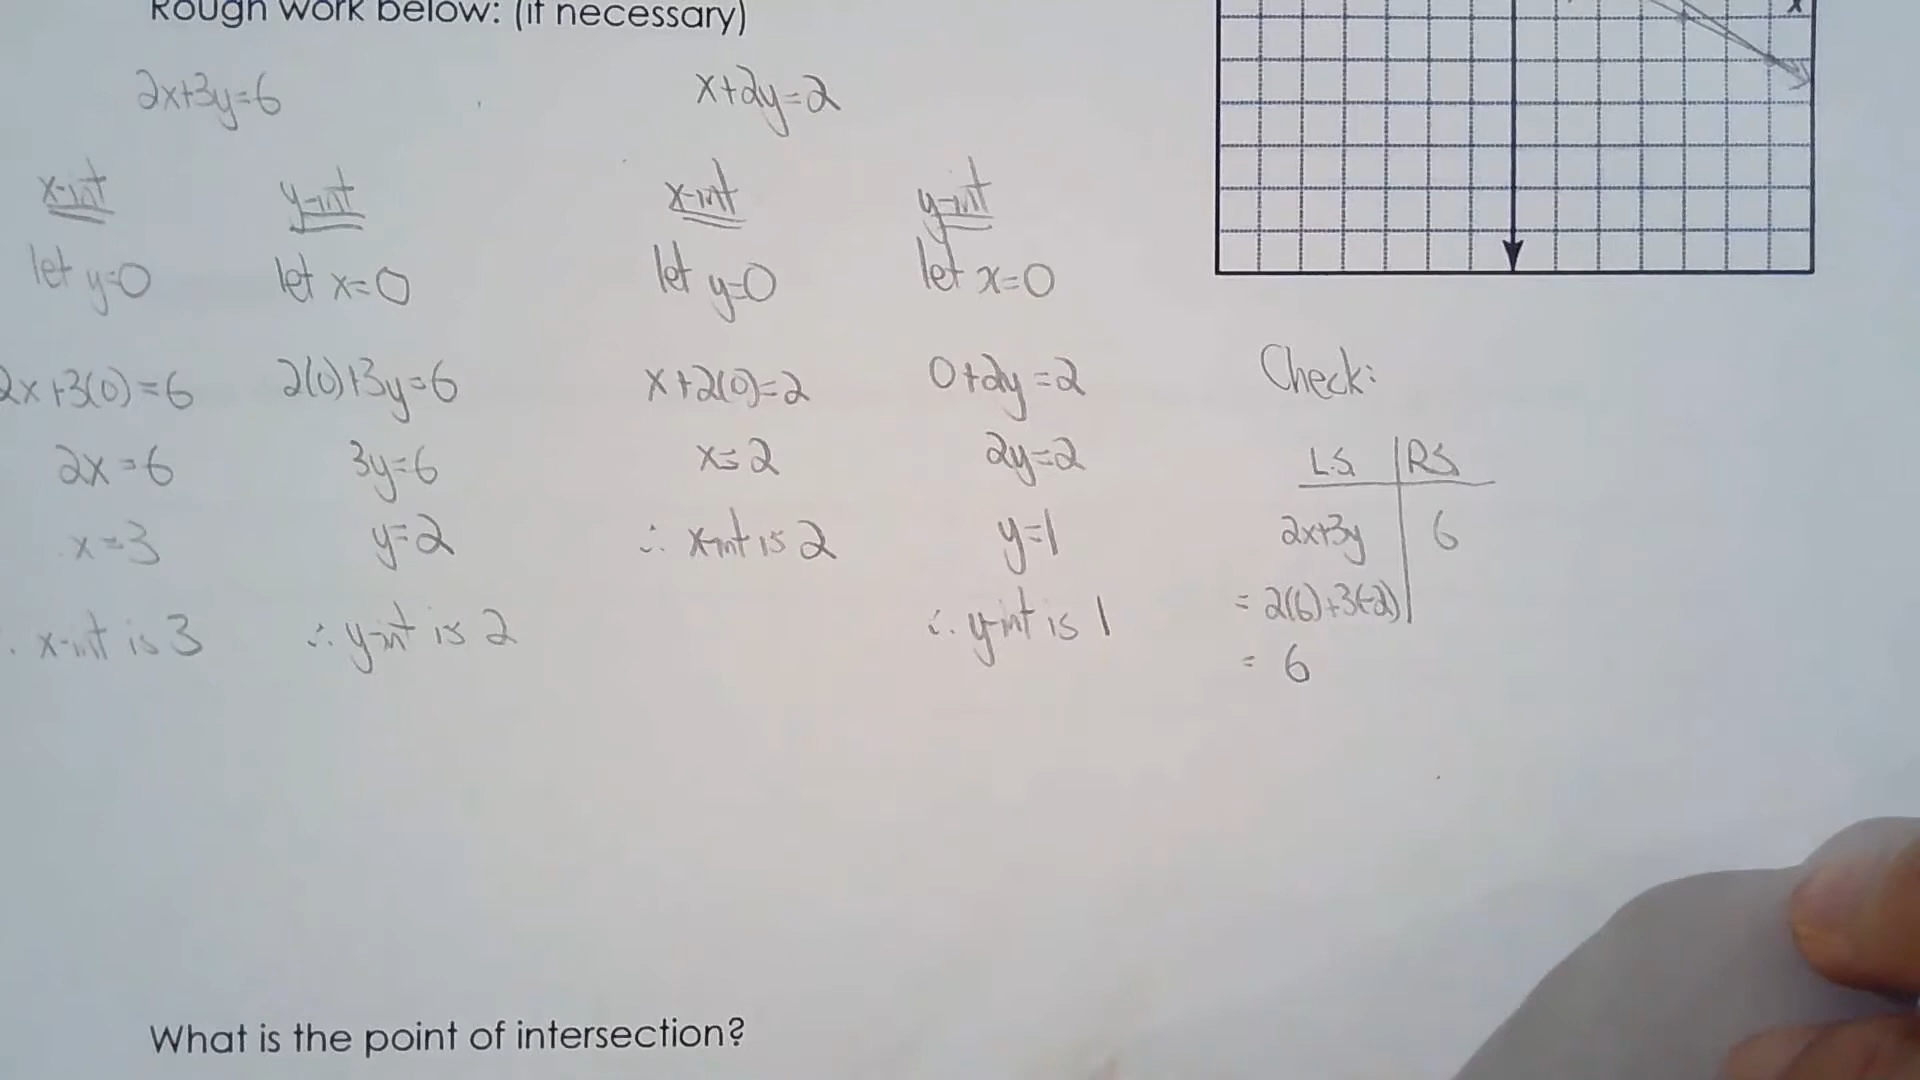 Rough work below: (if necessary)
x
2x+3y=6
x+2y=2
x-int
y-int
x-int
y-int
let y=0
let x=0
let y=0
let x=0
2x+3(0)=6
2(0)+3y=6
x+2(0)=2
0+2y=2
2x=6
3y=6
x=2
2y=2
x=3
y=2
∴ x-int is 2
y=1
∴ x-int is 3
∴ y-int is 2
∴ y-int is 1
Check:
L.S. | R.S.
2x+3y | 6
= 2(6)+3(-2)
= 6
What is the point of intersection?